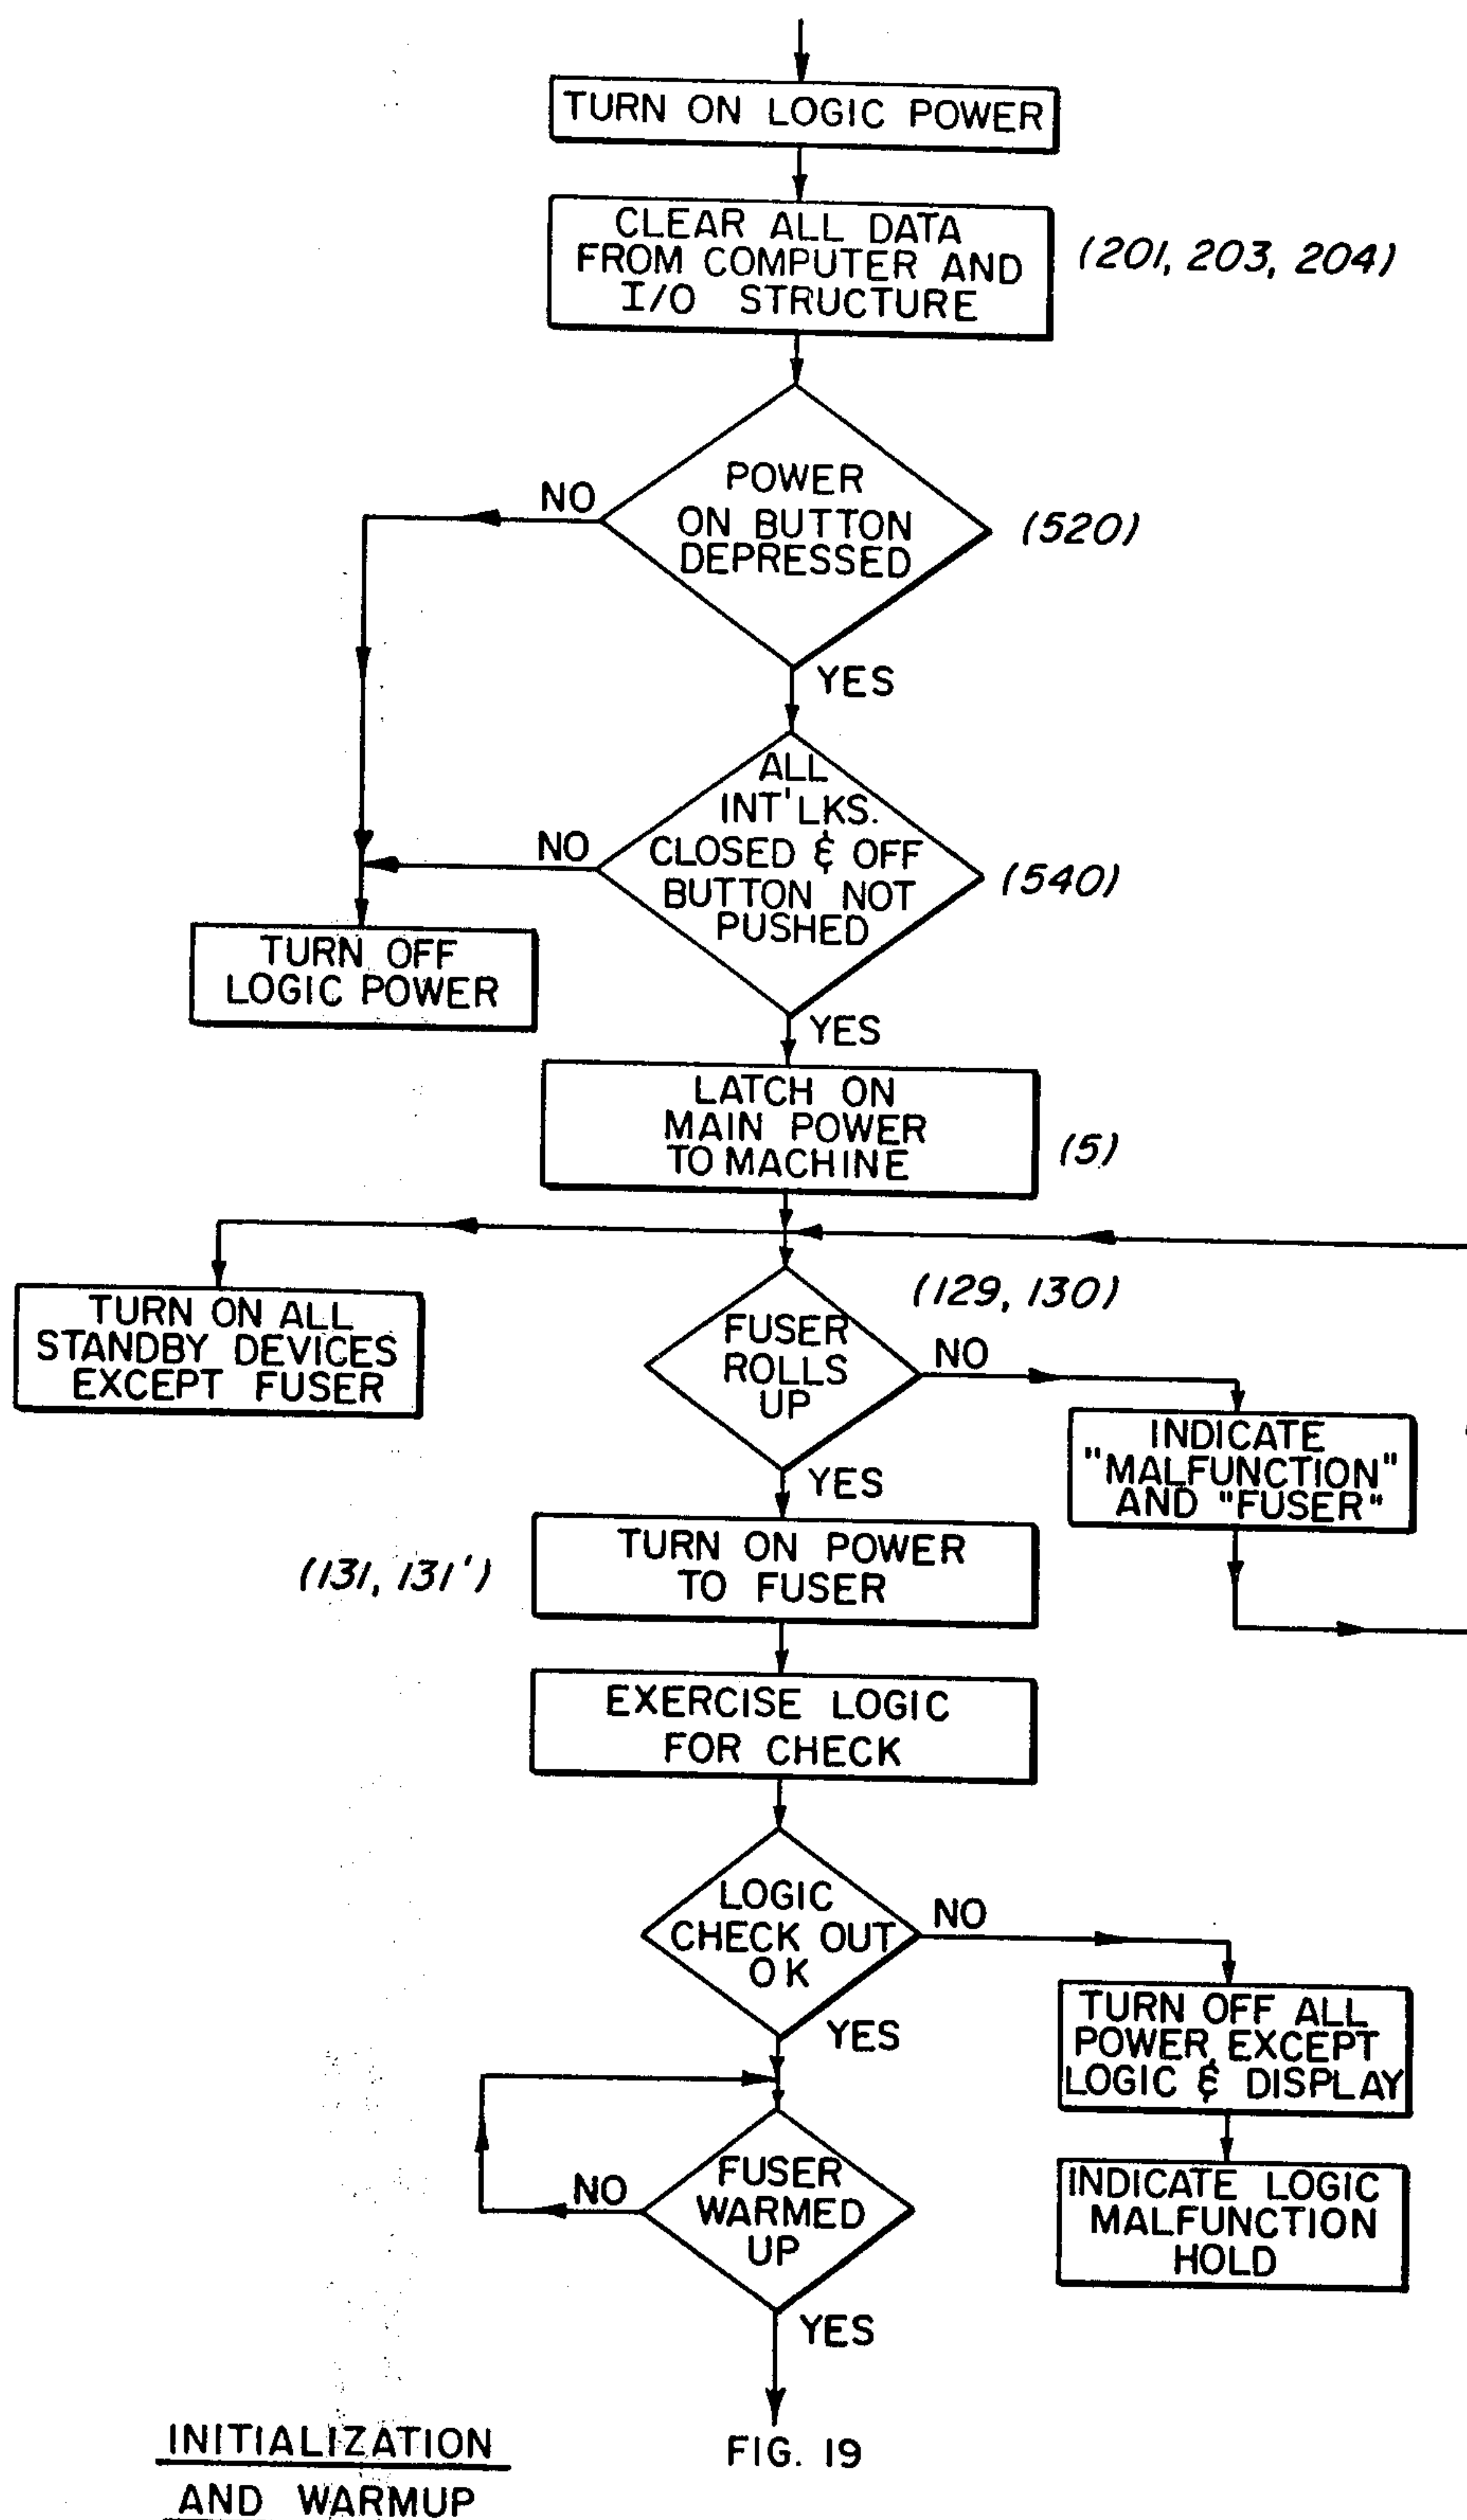 TURN ON LOGIC POWER
CLEAR ALL DATA
FROM COMPUTER AND
I/O STRUCTURE
(201, 203, 204)
POWER
ON BUTTON
DEPRESSED
NO
(520)
YES
ALL
INT'LKS.
CLOSED & OFF
BUTTON NOT
PUSHED
NO
(540)
TURN OFF
LOGIC POWER
YES
LATCH ON
MAIN POWER
TO MACHINE
(5)
TURN ON ALL
STANDBY DEVICES
EXCEPT FUSER
(129, 130)
FUSER
ROLLS
UP
NO
INDICATE
"MALFUNCTION"
AND "FUSER"
YES
TURN ON POWER
TO FUSER
(131, 131')
EXERCISE LOGIC
FOR CHECK
LOGIC
CHECK OUT
OK
NO
YES
TURN OFF ALL
POWER EXCEPT
LOGIC & DISPLAY
FUSER
WARMED
UP
NO
INDICATE LOGIC
MALFUNCTION
HOLD
YES
FIG. 19
INITIALIZATION
AND WARMUP